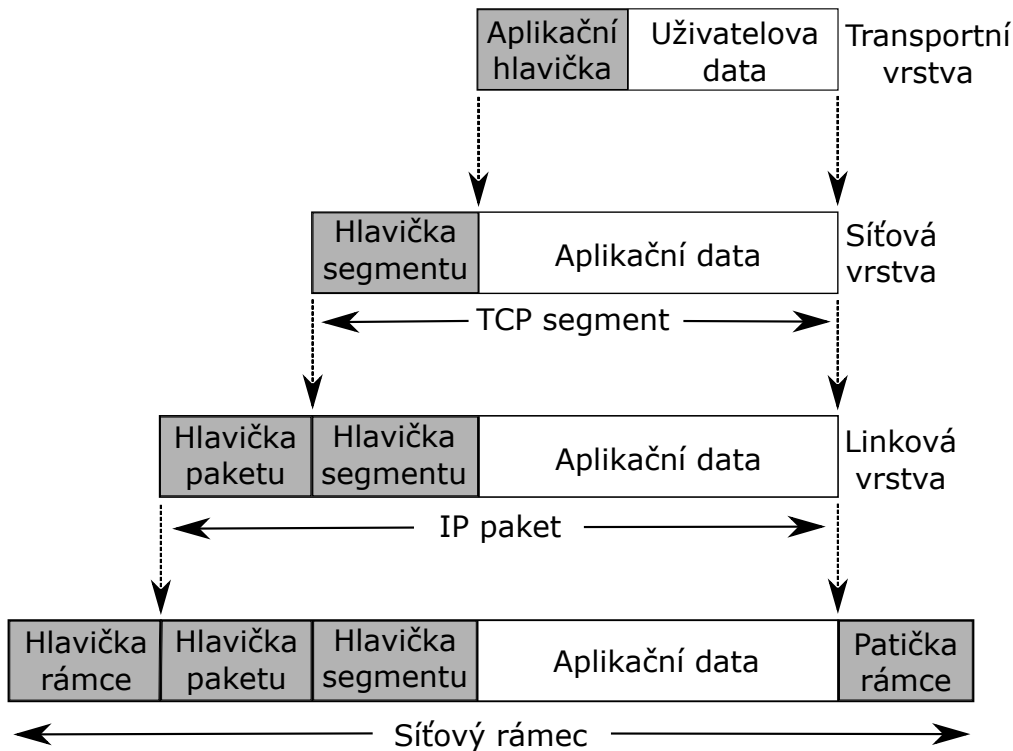 Aplikační
hlavička
Uživatelova
data
Transportní
vrstva
Hlavička
segmentu
Aplikační data
Síťová
vrstva
TCP segment
Hlavička
paketu
Hlavička
segmentu
Aplikační data
Linková
vrstva
IP paket
Hlavička
rámce
Hlavička
paketu
Hlavička
segmentu
Aplikační data
Patička
rámce
Síťový rámec